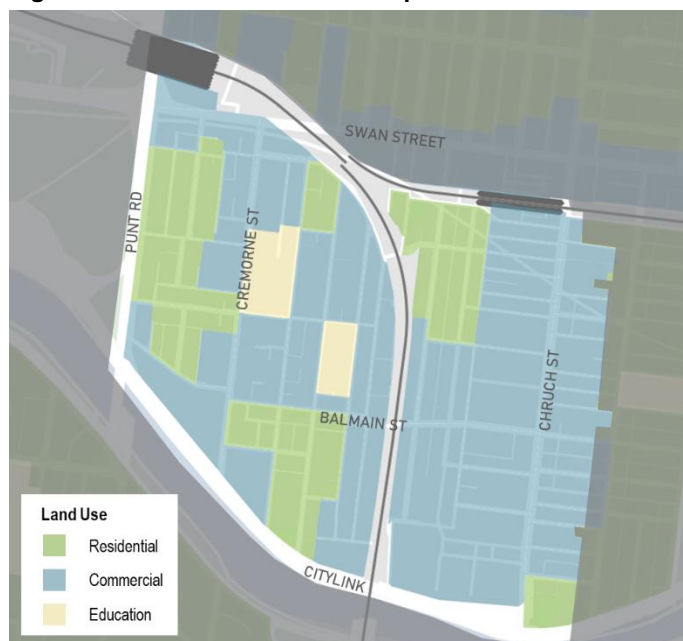 SWAN STREET
PUNT RD
CREMORNE ST
CHRUCH ST
BALMAIN ST
CITYLINK
Land Use
Residential
Commercial
Education